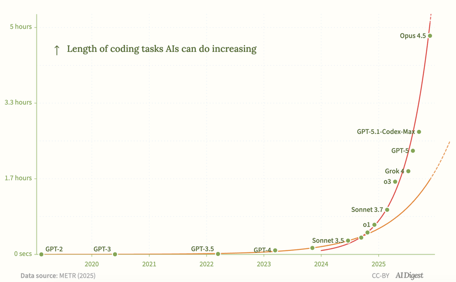 5 hours
Opus 4.5
↑ Length of coding tasks AIs can do increasing
3.3 hours
GPT-5.1-Codex-Max
GPT-5
Grok 4
o3
1.7 hours
Sonnet 3.7
o1
Sonnet 3.5
GPT-4
GPT-3.5
GPT-3
GPT-2
0 secs
2020 2021 2022 2023 2024 2025
Data source: METR (2025) CC-BY AI Digest